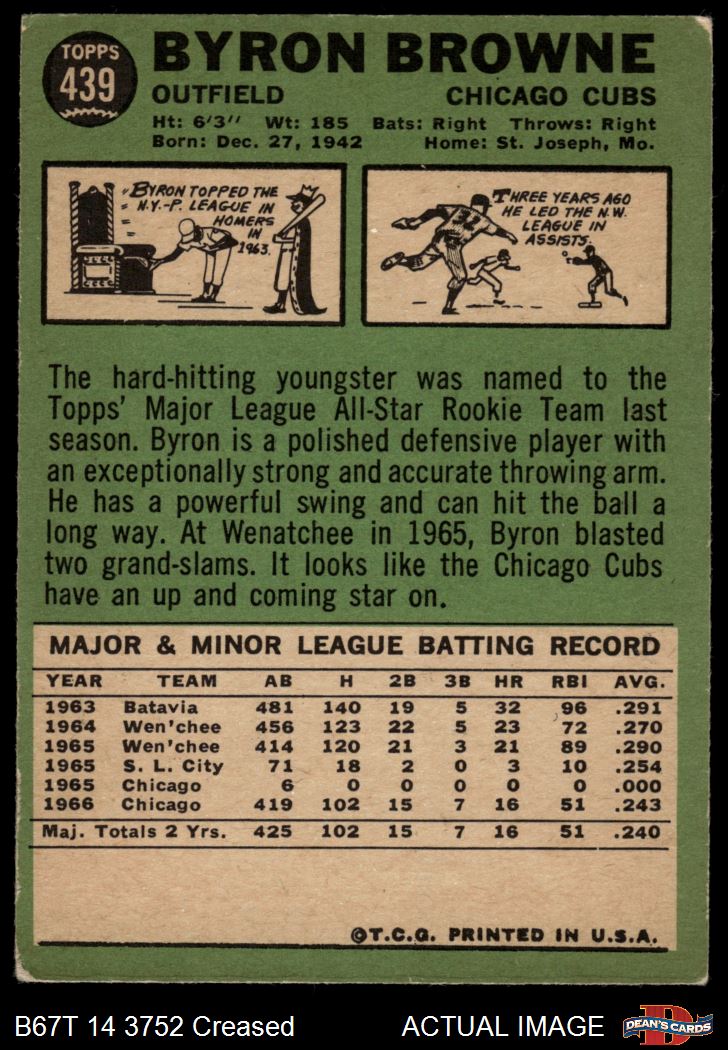 TOPPS
439
BYRON BROWNE
OUTFIELD CHICAGO CUBS
Ht: 6'3" Wt: 185 Bats: Right Throws: Right
Born: Dec. 27, 1942 Home: St. Joseph, Mo.
BYRON TOPPED THE
N.Y.-P. LEAGUE IN
HOMERS
IN
1963.
THREE YEARS AGO
HE LED THE N.W.
LEAGUE IN
ASSISTS.
31
The hard-hitting youngster was named to the
Topps' Major League All-Star Rookie Team last
season. Byron is a polished defensive player with
an exceptionally strong and accurate throwing arm.
He has a powerful swing and can hit the ball a
long way. At Wenatchee in 1965, Byron blasted
two grand-slams. It looks like the Chicago Cubs
have an up and coming star on.
MAJOR & MINOR LEAGUE BATTING RECORD
YEAR TEAM AB H 2B 3B HR RBI AVG.
1963 Batavia 481 140 19 5 32 96 .291
1964 Wen'chee 456 123 22 5 23 72 .270
1965 Wen'chee 414 120 21 3 21 89 .290
1965 S. L. City 71 18 2 0 3 10 .254
1965 Chicago 6 0 0 0 0 0 .000
1966 Chicago 419 102 15 7 16 51 .243
Maj. Totals 2 Yrs. 425 102 15 7 16 51 .240
©T.C.G. PRINTED IN U.S.A.
B67T 14 3752 Creased ACTUAL IMAGE
D
DEAN'S CARDS